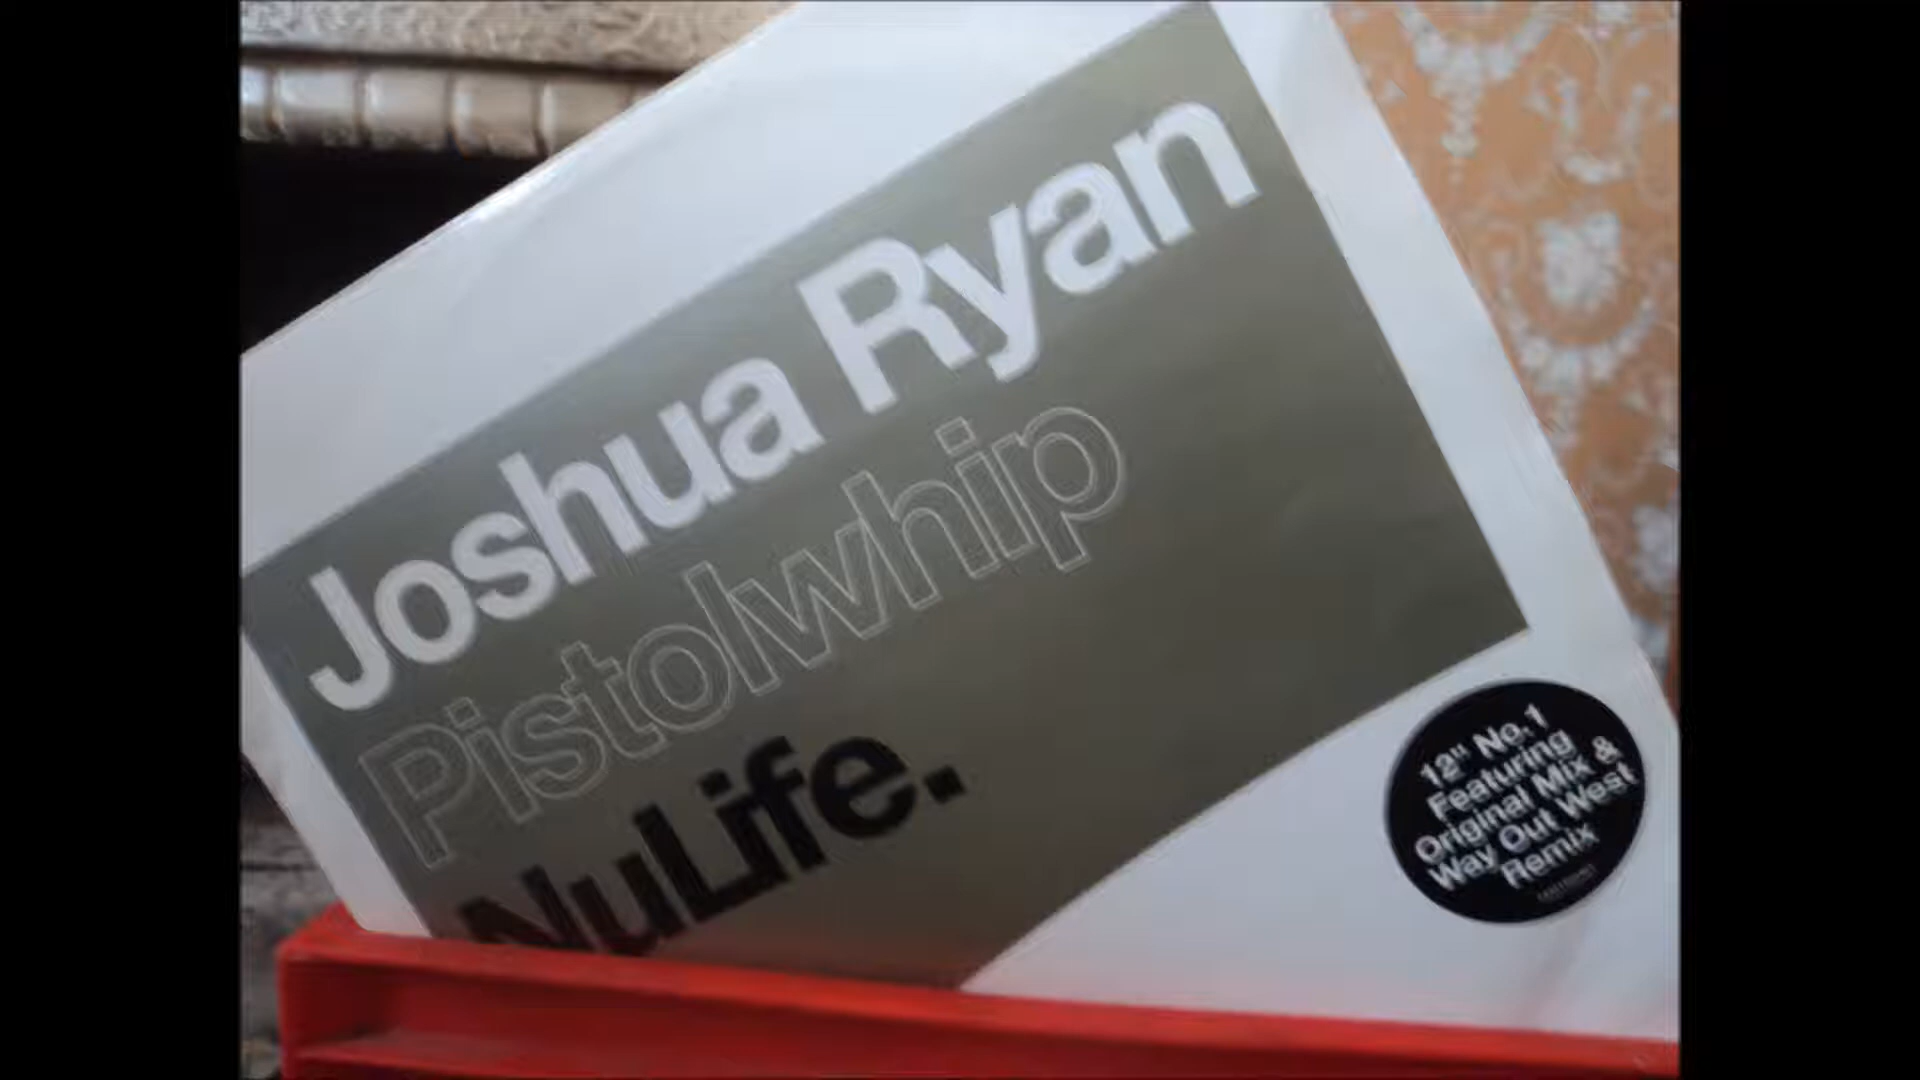 Joshua Ryan
Pistolwhip
NuLife.
12" No.1
Featuring
Original Mix &
Way Out West
Remix